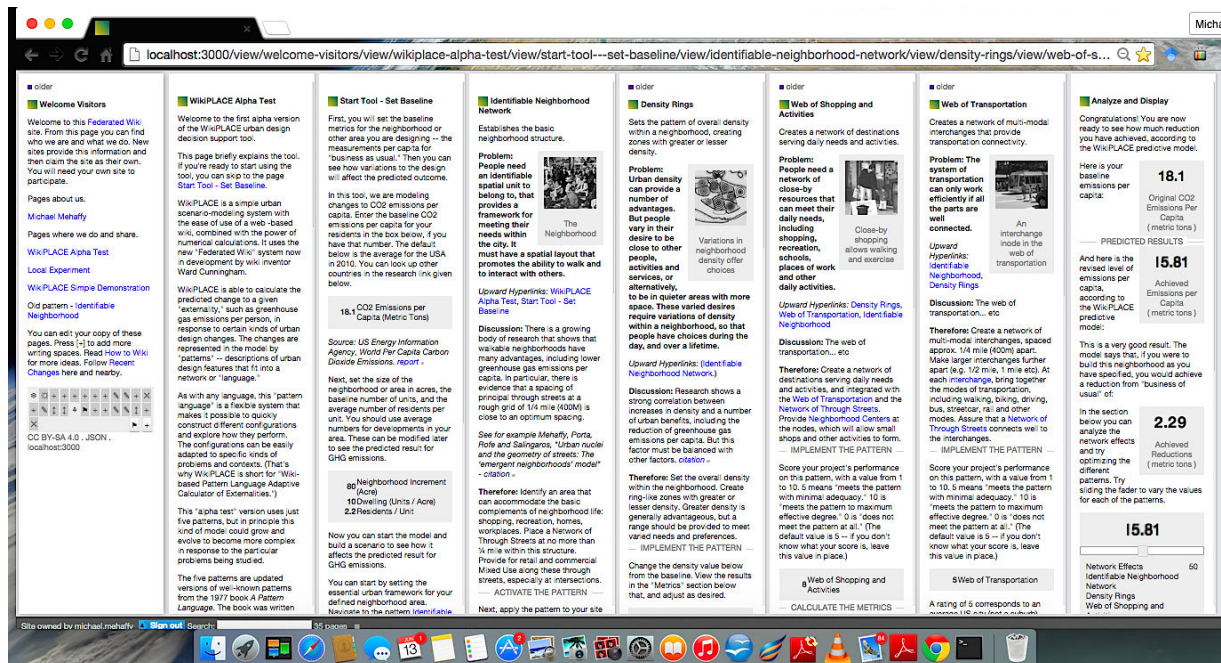 Micha
localhost:3000/view/welcome-visitors/view/wikiplace-alpha-test/view/start-tool---set-baseline/view/identifiable-neighborhood-network/view/density-rings/view/web-of-s...
older
Welcome Visitors
Welcome to this Federated Wiki
site. From this page you can find
who we are and what we do. New
sites provide this information and
then claim the site as their own.
You will need your own site to
participate.
Pages about us.
Michael Mehaffy
Pages where we do and share.
WikiPLACE Alpha Test
Local Experiment
WikiPLACE Simple Demonstration
Old pattern - Identifiable
Neighborhood
You can edit your copy of these
pages. Press [+] to add more
writing spaces. Read How to Wiki
for more ideas. Follow Recent
Changes here and nearby.
CC BY-SA 4.0 . JSON .
localhost:3000
WikiPLACE Alpha Test
Welcome to the first alpha version
of the WikiPLACE urban design
decision support tool.
This page briefly explains the tool.
If you're ready to start using the
tool, you can skip to the page
Start Tool - Set Baseline.
WikiPLACE is a simple urban
scenario-modeling system with
the ease of use of a web -based
wiki, combined with the power of
numerical calculations. It uses the
new "Federated Wiki" system now
in development by wiki inventor
Ward Cunningham.
WikiPLACE is able to calculate the
predicted change to a given
"externality," such as greenhouse
gas emissions per person, in
response to certain kinds of urban
design changes. The changes are
represented in the model by
"patterns" -- descriptions of urban
design features that fit into a
network or "language."
As with any language, this "pattern
language" is a flexible system that
makes it possible to quickly
construct different configurations
and explore how they perform.
The configurations can be easily
adapted to specific kinds of
problems and contexts. (That's
why WikiPLACE is short for "Wiki-
based Pattern Language Adaptive
Calculator of Externalities.")
This "alpha test" version uses just
five patterns, but in principle this
kind of model could grow and
evolve to become more complex
in response to the particular
problems being studied.
The five patterns are updated
versions of well-known patterns
from the 1977 book A Pattern
Language. The book was written
Start Tool - Set Baseline
First, you will set the baseline
metrics for the neighborhood or
other area you are designing -- the
measurements per capita for
"business as usual." Then you can
see how variations to the design
will affect the predicted outcome.
In this tool, we are modeling
changes to CO2 emissions per
capita. Enter the baseline CO2
emissions per capita for your
residents in the box below, if you
have that number. The default
below is the average for the USA
in 2010. You can look up other
countries in the research link given
below.
18.1 CO2 Emissions per
Capita (Metric Tons)
Source: US Energy Information
Agency, World Per Capita Carbon
Dioxide Emissions. report
Next, set the size of the
neighborhood or area in acres, the
baseline number of units, and the
average number of residents per
unit. You should use average
numbers for developments in your
area. These can be modified later
to see the predicted result for
GHG emissions.
80 Neighborhood Increment
(Acre)
10 Dwelling (Units / Acre)
2.2 Residents / Unit
Now you can start the model and
build a scenario to see how it
affects the predicted result for
GHG emissions.
You can start by setting the
essential urban framework for your
defined neighborhood area.
Navigate to the pattern Identifiable
Identifiable Neighborhood
Network
Establishes the basic
neighborhood structure.
Problem:
People need
an identifiable
spatial unit to
belong to, that
provides a
framework for
meeting their
needs within
the city. It
must have a spatial layout that
promotes the ability to walk and
to interact with others.
The
Neighborhood
Upward Hyperlinks: WikiPLACE
Alpha Test, Start Tool - Set
Baseline
Discussion: There is a growing
body of research that shows that
walkable neighborhoods have
many advantages, including lower
greenhouse gas emissions per
capita. In particular, there is
evidence that a spacing of
principal through streets at a
rough grid of 1/4 mile (400M) is
close to an optimum spacing.
See for example Mehaffy, Porta,
Rofe and Salingaros, "Urban nuclei
and the geometry of streets: The
'emergent neighborhoods' model"
- citation
Therefore: Identify an area that
can accommodate the basic
complements of neighborhood life:
shopping, recreation, homes,
workplaces. Place a Network of
Through Streets at no more than
¼ mile within this structure.
Provide for retail and commercial
Mixed Use along these through
streets, especially at intersections.
ACTIVATE THE PATTERN
Next, apply the pattern to your site
older
Density Rings
Sets the pattern of overall density
within a neighborhood, creating
zones with greater or lesser
density.
Problem:
Urban density
can provide a
number of
advantages.
But people
vary in their
desire to be
close to other
people,
activities and
services, or
alternatively,
to be in quieter areas with more
space. These varied desires
require variations of density
within a neighborhood, so that
people have choices during the
day, and over a lifetime.
Variations in
neighborhood
density offer
choices
Upward Hyperlinks: (Identifiable
Neighborhood Network.)
Discussion: Research shows a
strong correlation between
increases in density and a number
of urban benefits, including the
reduction of greenhouse gas
emissions per capita. But this
factor must be balanced with
other factors. citation
Therefore: Set the overall density
within the neighborhood. Create
ring-like zones with greater or
lesser density. Greater density is
generally advantageous, but a
range should be provided to meet
varied needs and preferences.
IMPLEMENT THE PATTERN
Change the density value below
from the baseline. View the results
in the "Metrics" section below
that, and adjust as desired.
older
Web of Shopping and
Activities
Creates a network of destinations
serving daily needs and activities.
Problem:
People need a
network of
close-by
resources that
can meet their
daily needs,
including
shopping,
recreation,
schools,
places of work
and other
daily
activities.
Close-by
shopping
allows walking
and exercise
Upward Hyperlinks: Density Rings,
Web of Transportation, Identifiable
Neighborhood
Discussion: The web of
transportation... etc
Therefore: Create a network of
destinations serving daily needs
and activities, and integrated with
the Web of Transportation and the
Network of Through Streets.
Provide Neighborhood Centers at
the nodes, which will allow small
shops and other activities to form.
IMPLEMENT THE PATTERN
Score your project's performance
on this pattern, with a value from 1
to 10. 5 means "meets the pattern
with minimal adequacy." 10 is
"meets the pattern to maximum
effective degree." 0 is "does not
meet the pattern at all." (The
default value is 5 -- if you don't
know what your score is, leave
this value in place.)
8 Web of Shopping and
Activities
CALCULATE THE METRICS
older
Web of Transportation
Creates a network of multi-modal
interchanges that provide
transportation connectivity.
Problem: The
system of
transportation
can only work
efficiently if all
the parts are
well
connected.
An
interchange
inode in the
web of
transportation
Upward
Hyperlinks:
Identifiable
Neighborhood,
Density Rings
Discussion: The web of
transportation... etc
Therefore: Create a network of
multi-modal interchanges, spaced
approx. 1/4 mile (400m) apart.
Make larger interchanges further
apart (e.g. 1/2 mile, 1 mile etc). At
each interchange, bring together
the modes of transportation,
including walking, biking, driving,
bus, streetcar, rail and other
modes. Assure that a Network of
Through Streets connects well to
the interchanges.
IMPLEMENT THE PATTERN
Score your project's performance
on this pattern, with a value from 1
to 10. 5 means "meets the pattern
with minimal adequacy." 10 is
"meets the pattern to maximum
effective degree." 0 is "does not
meet the pattern at all." (The
default value is 5 -- if you don't
know what your score is, leave
this value in place.)
5 Web of Transportation
A rating of 5 corresponds to an
average US city (not a suburb)
Analyze and Display
Congratulations! You are now
ready to see how much reduction
you have achieved, according to
the WikiPLACE predictive model.
Here is your
baseline
emissions per
capita:
18.1
Original CO2
Emissions Per
Capita
( metric tons )
PREDICTED RESULTS
And here is the
revised level of
emissions per
capita,
according to
the WikiPLACE
predictive
model:
15.81
Achieved
Emissions per
Capita
( metric tons )
This is a very good result. The
model says that, if you were to
build this neighborhood as you
have specified, you would achieve
a reduction from "business of
usual" of:
In the section
below you can
analyze the
network effects
and try
optimizing the
different
patterns. Try
sliding the fader to vary the values
for each of the patterns.
2.29
Achieved
Reductions
( metric tons )
15.81
Network Effects 50
Identifiable Neighborhood
Network
Density Rings
Web of Shopping and
Activities
Site owned by michael.mehaffy Sign out Search: 35 pages
JUN
13
1
2
84